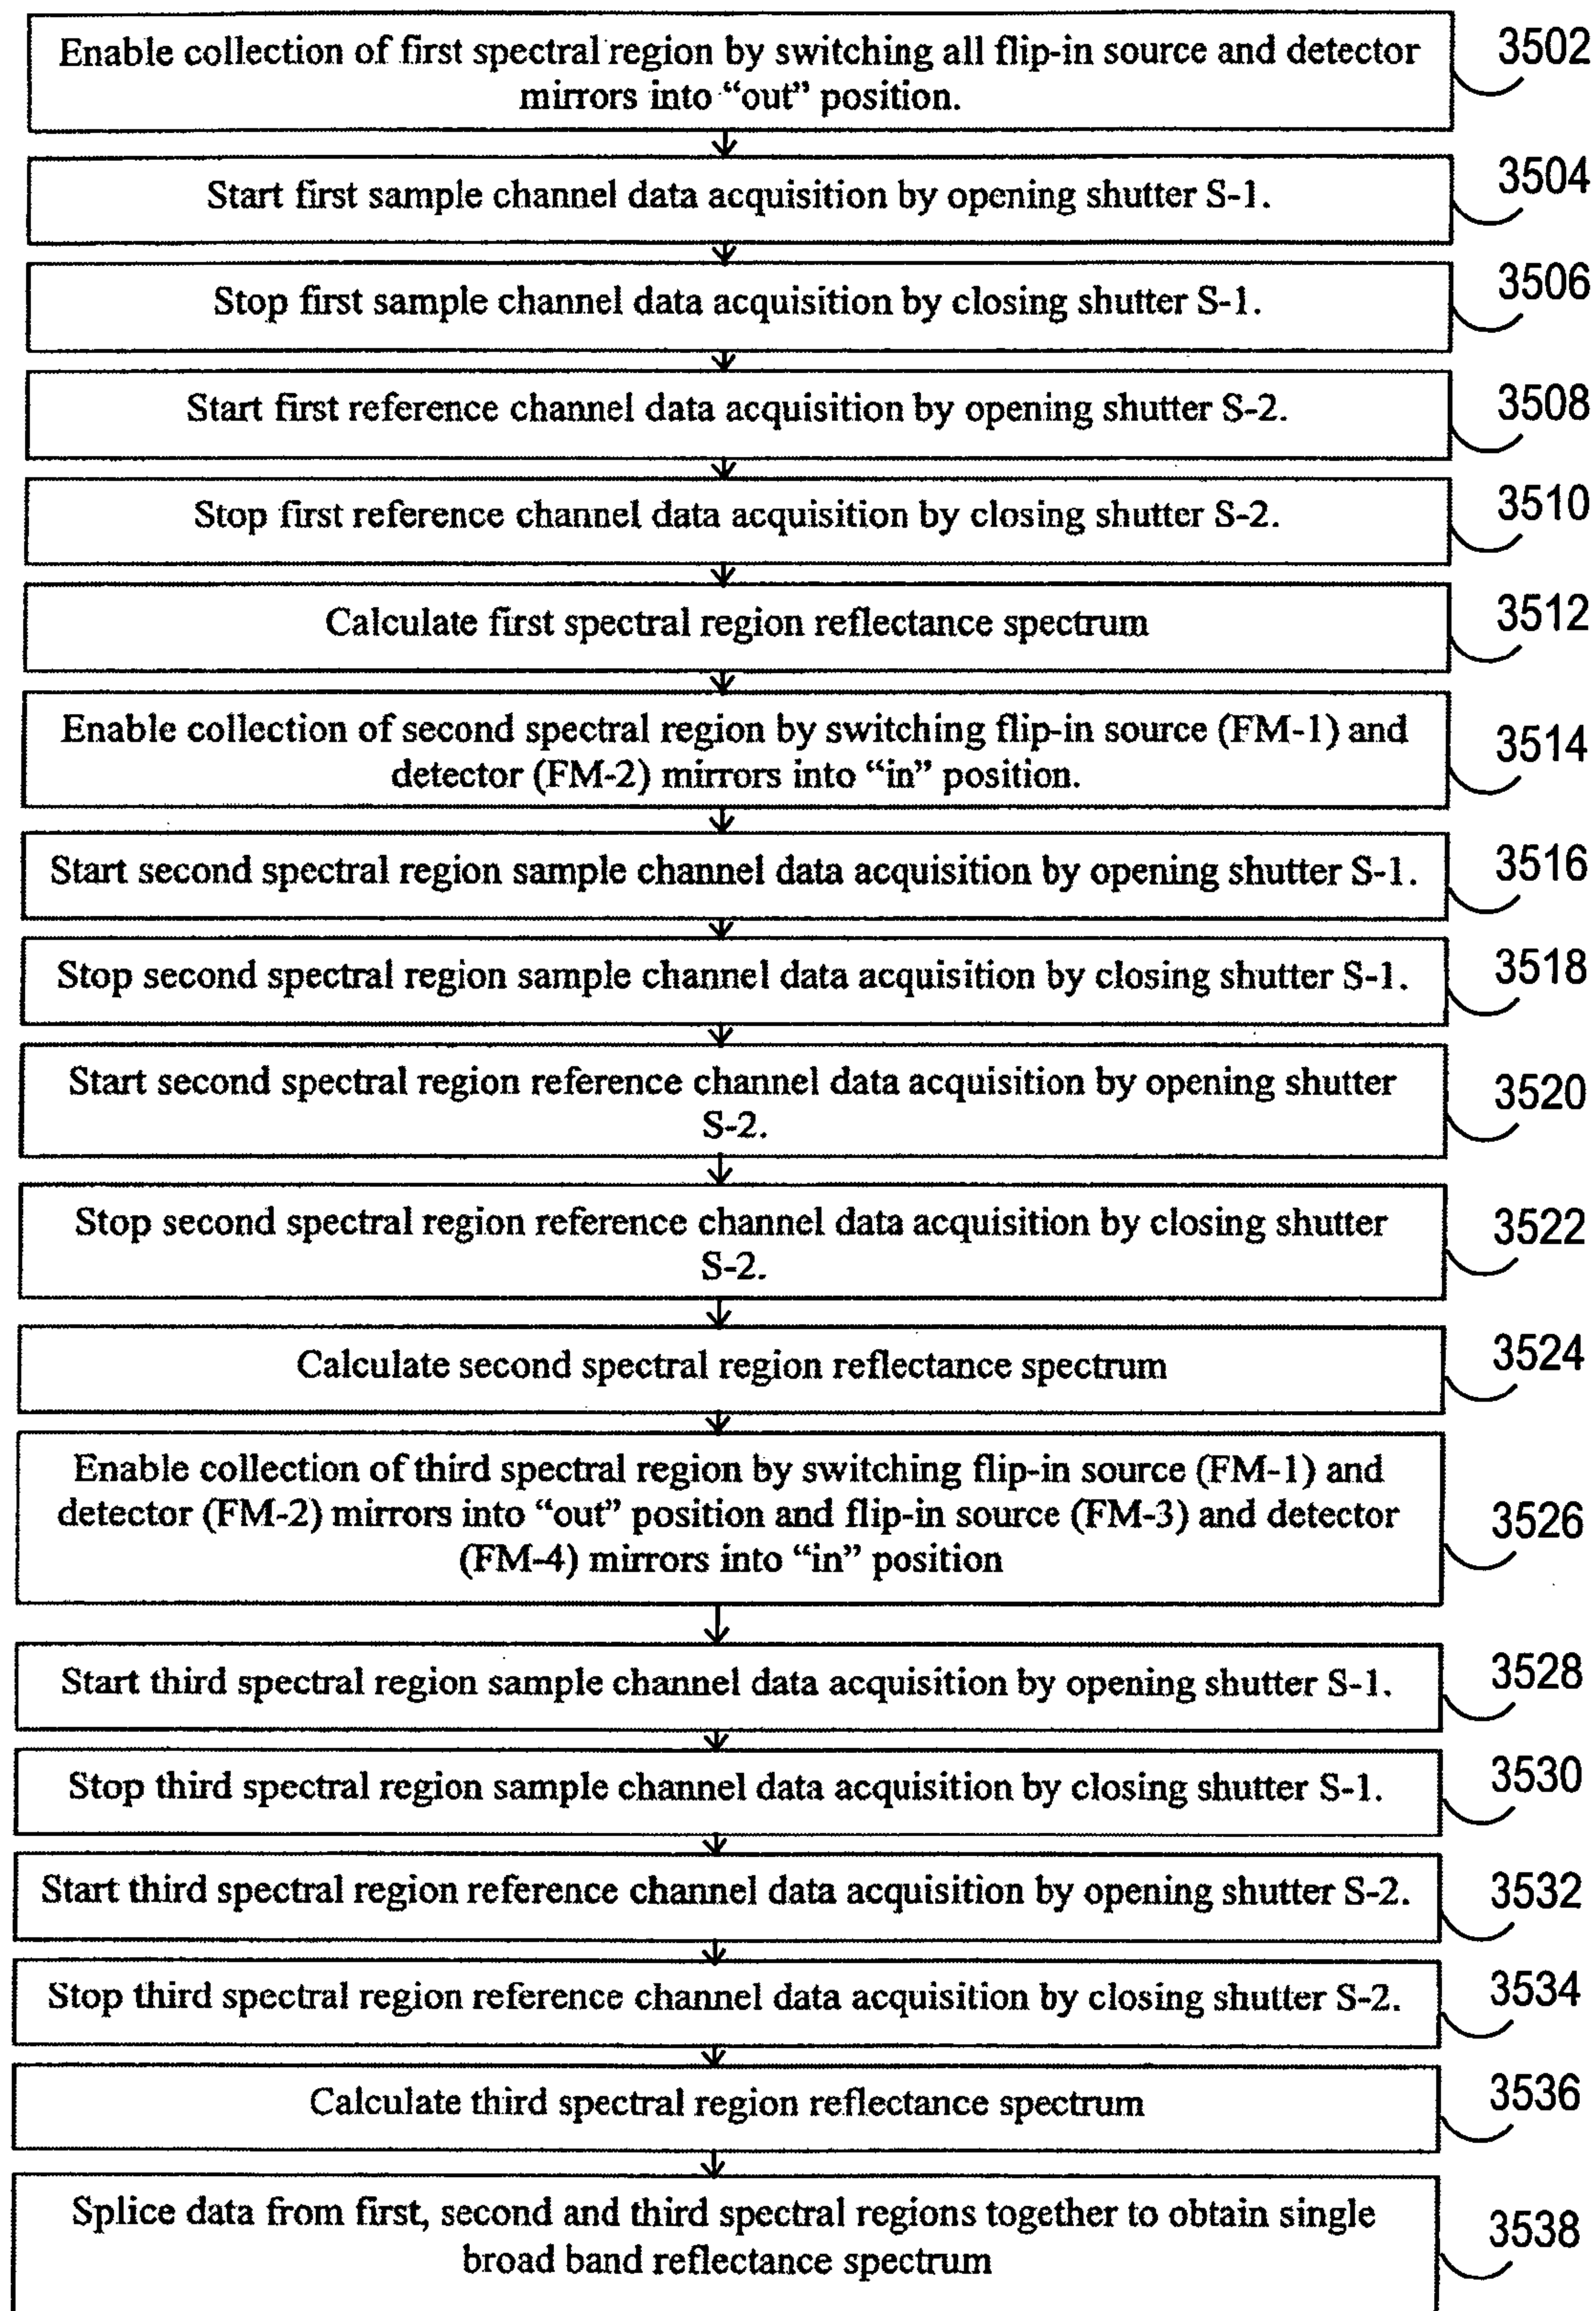 Enable collection of first spectral region by switching all flip-in source and detector
mirrors into "out" position.
3502
Start first sample channel data acquisition by opening shutter S-1.
3504
Stop first sample channel data acquisition by closing shutter S-1.
3506
Start first reference channel data acquisition by opening shutter S-2.
3508
Stop first reference channel data acquisition by closing shutter S-2.
3510
Calculate first spectral region reflectance spectrum
3512
Enable collection of second spectral region by switching flip-in source (FM-1) and
detector (FM-2) mirrors into "in" position.
3514
Start second spectral region sample channel data acquisition by opening shutter S-1.
3516
Stop second spectral region sample channel data acquisition by closing shutter S-1.
3518
Start second spectral region reference channel data acquisition by opening shutter
S-2.
3520
Stop second spectral region reference channel data acquisition by closing shutter
S-2.
3522
Calculate second spectral region reflectance spectrum
3524
Enable collection of third spectral region by switching flip-in source (FM-1) and
detector (FM-2) mirrors into "out" position and flip-in source (FM-3) and detector
(FM-4) mirrors into "in" position
3526
Start third spectral region sample channel data acquisition by opening shutter S-1.
3528
Stop third spectral region sample channel data acquisition by closing shutter S-1.
3530
Start third spectral region reference channel data acquisition by opening shutter S-2.
3532
Stop third spectral region reference channel data acquisition by closing shutter S-2.
3534
Calculate third spectral region reflectance spectrum
3536
Splice data from first, second and third spectral regions together to obtain single
broad band reflectance spectrum
3538